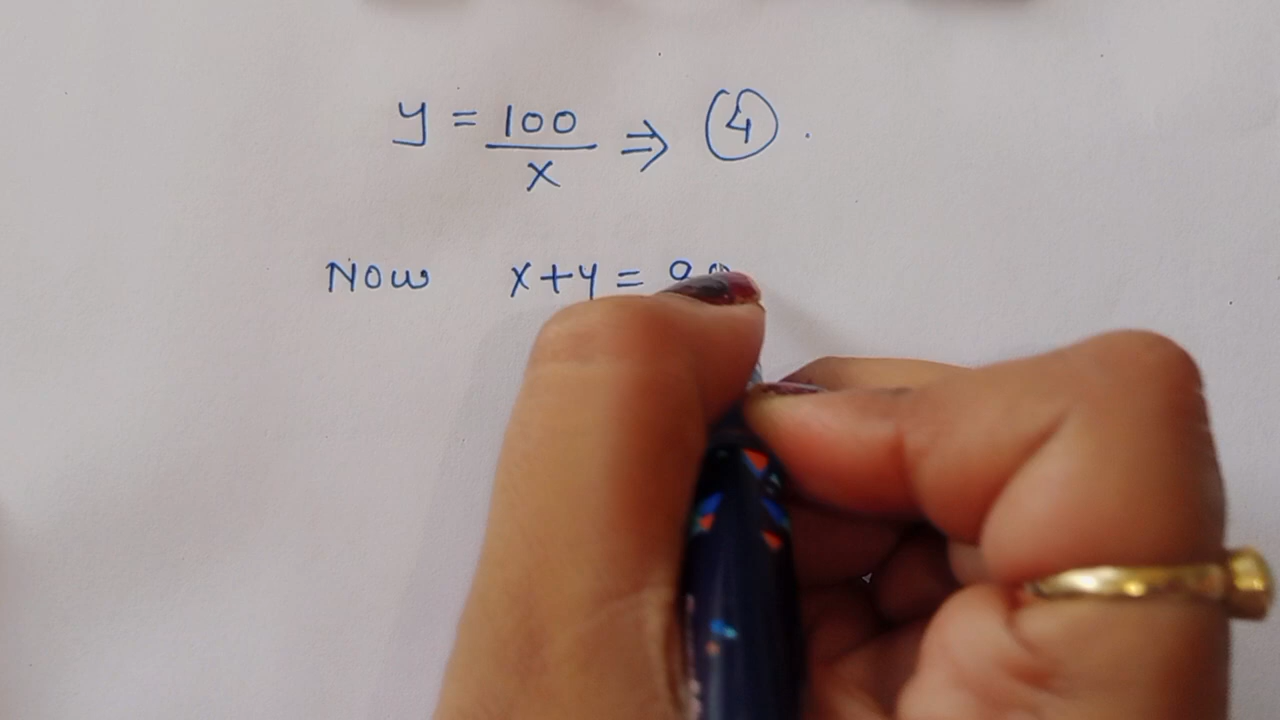 y = 100/x ⇒ ④ .
Now x+y =